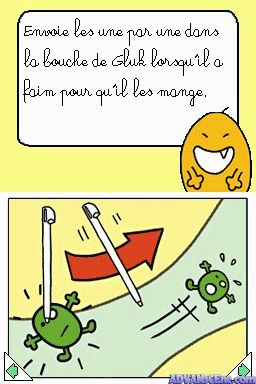 Envoie les une par une dans
la bouche de Gluk lorsqu'il a
faim pour qu'il les mange.
ADVANSCENE.COM